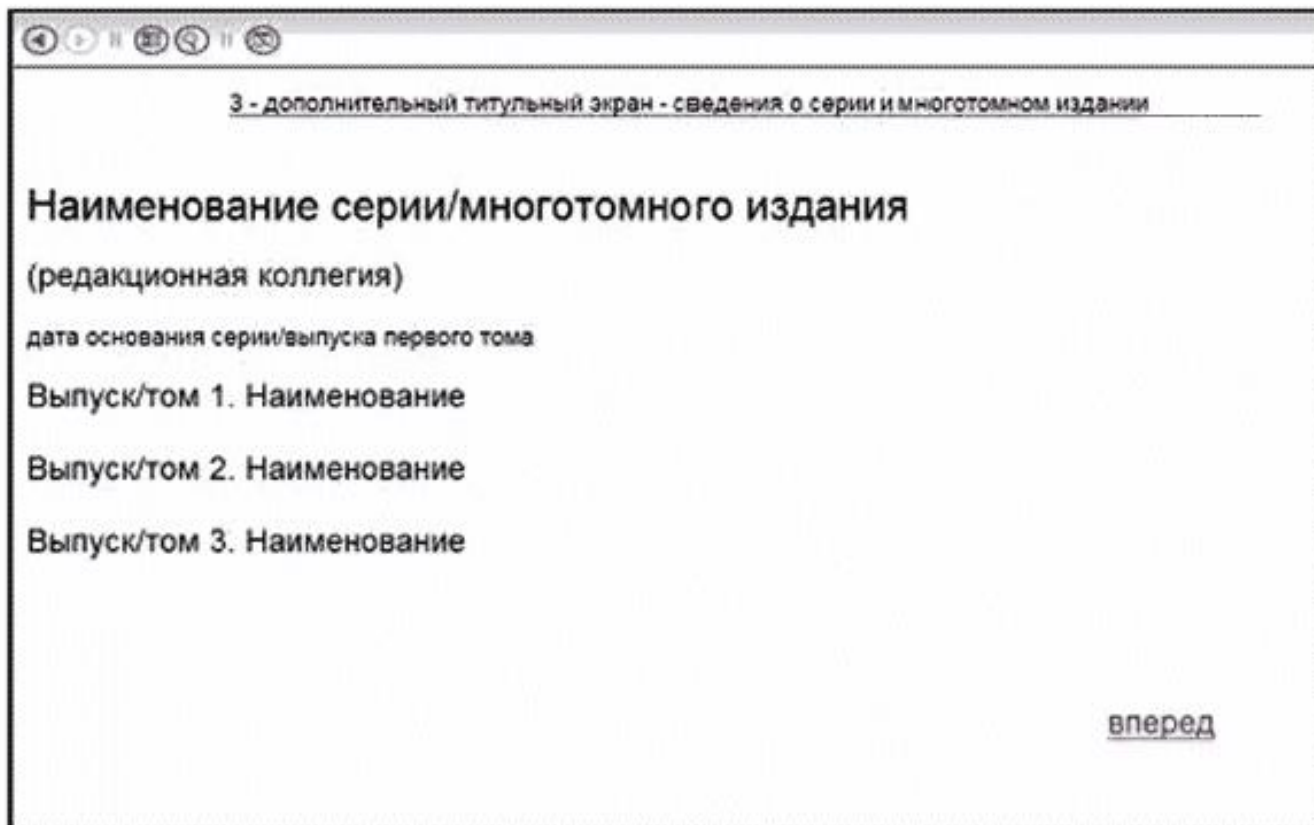 3 - дополнительный титульный экран - сведения о серии и многотомном издании
Наименование серии/многотомного издания
(редакционная коллегия)
дата основания серии/выпуска первого тома
Выпуск/том 1. Наименование
Выпуск/том 2. Наименование
Выпуск/том 3. Наименование
вперед